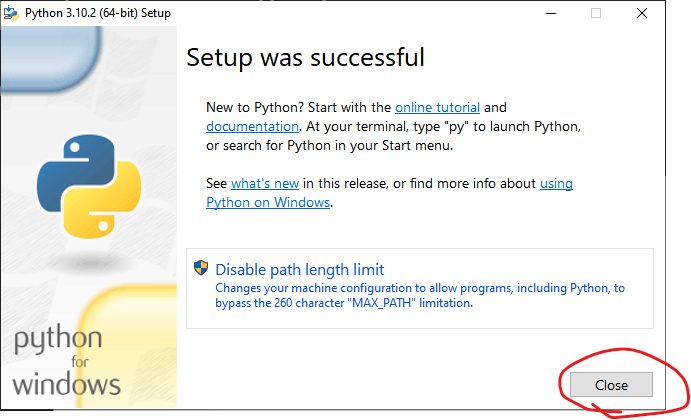 Python 3.10.2 (64-bit) Setup
Setup was successful
New to Python? Start with the online tutorial and
documentation. At your terminal, type "py" to launch Python,
or search for Python in your Start menu.
See what's new in this release, or find more info about using
Python on Windows.
Disable path length limit
Changes your machine configuration to allow programs, including Python, to
bypass the 260 character "MAX_PATH" limitation.
python
for
windows
Close